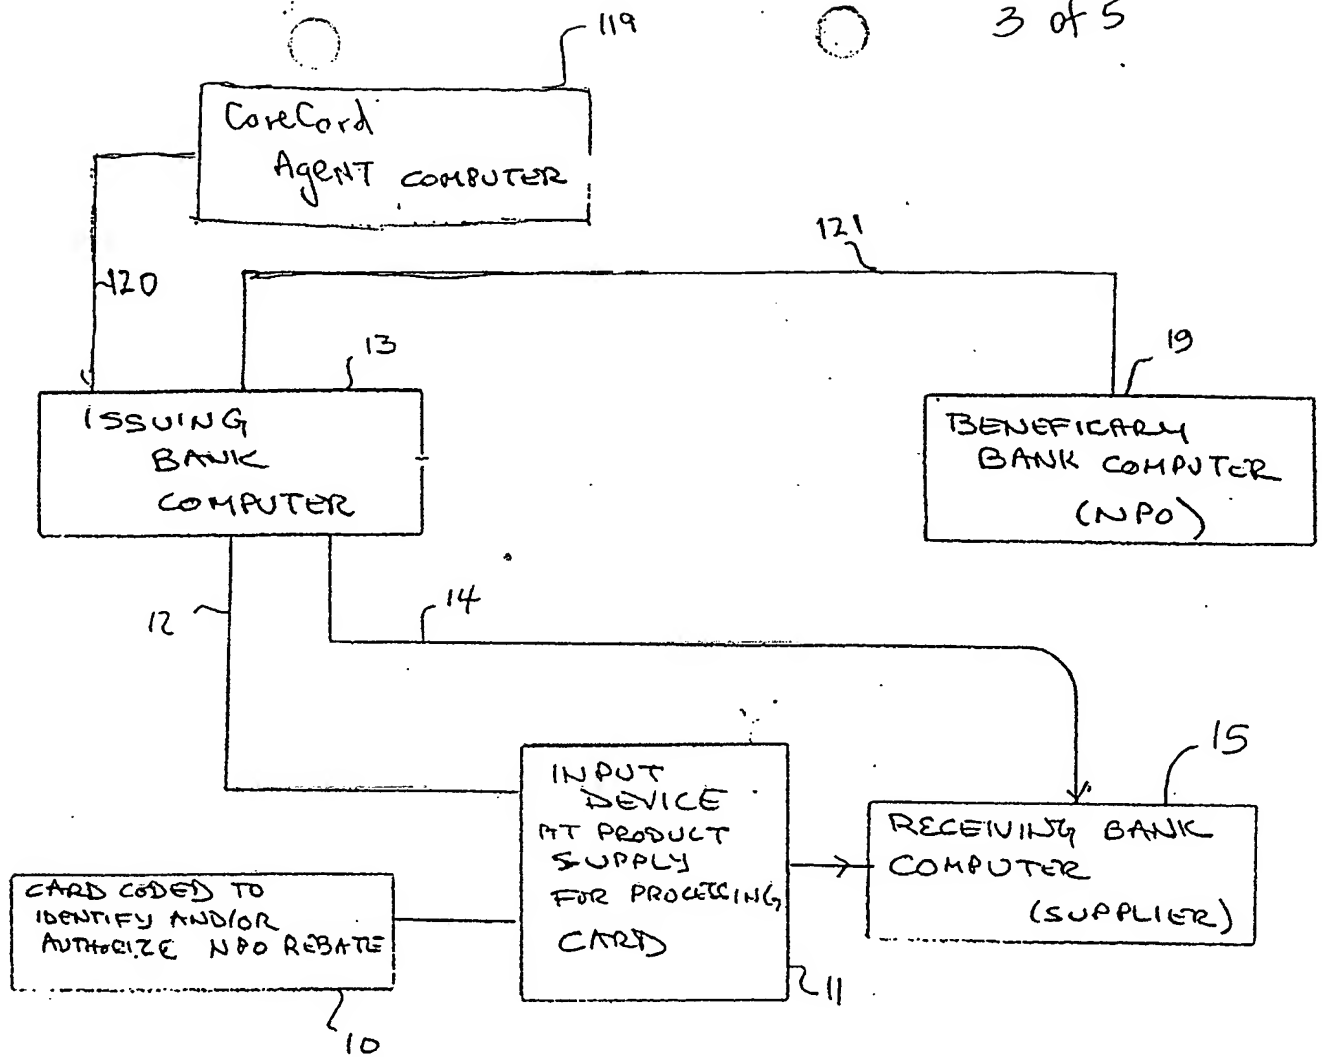 3 of 5
119
CareCard
Agent COMPUTER
120
121
13
19
ISSUING
BANK
COMPUTER
BENEFICARY
BANK COMPUTER
(NPO)
12
14
15
INPUT
DEVICE
AT PRODUCT
SUPPLY
FOR PROCESSING
CARD
RECEIVING BANK
COMPUTER
(SUPPLIER)
CARD CODED TO
IDENTIFY AND/OR
AUTHORIZE NPO REBATE
11
10